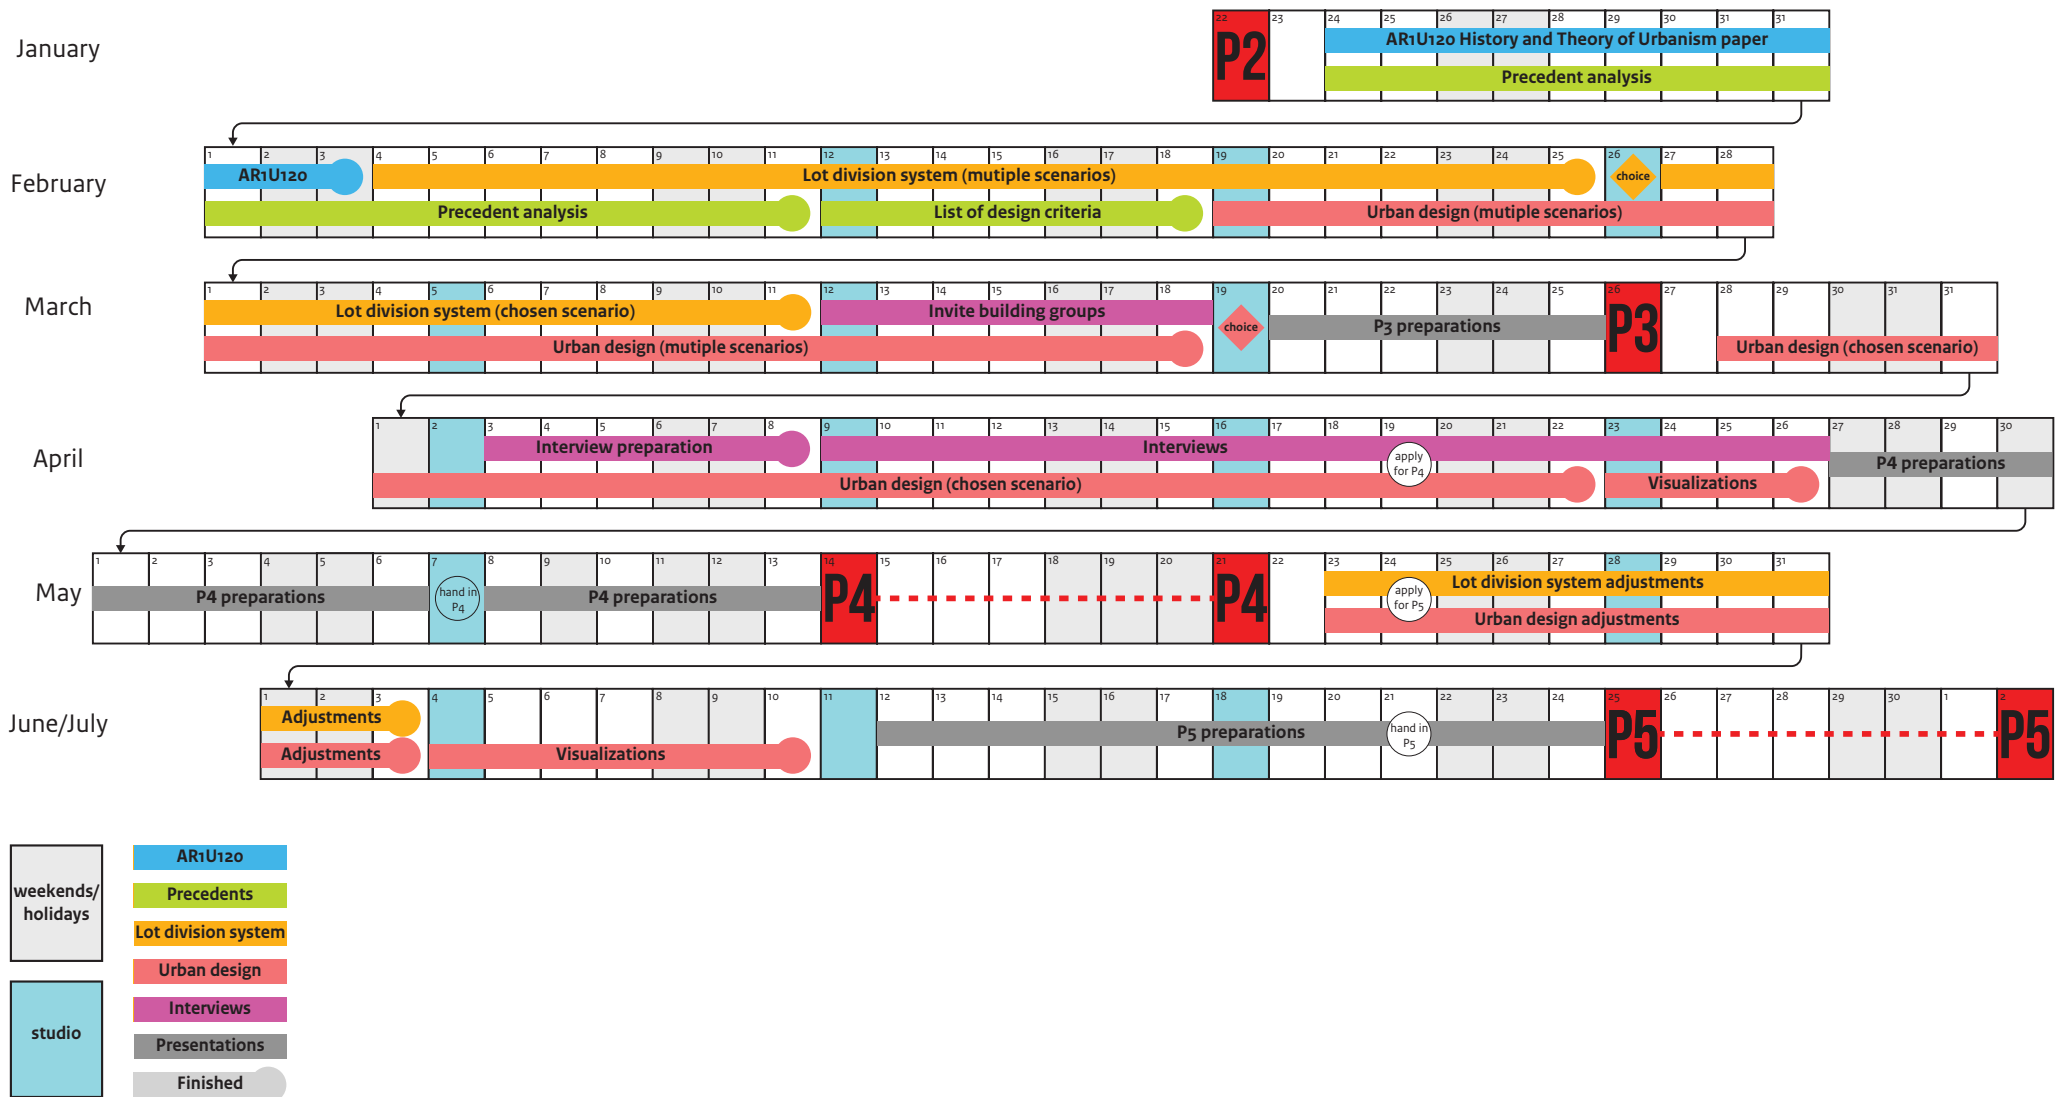 January
22 23 24 25 26 27 28 29 30 31 31
P2
AR1U120 History and Theory of Urbanism paper
Precedent analysis
February
1 2 3 4 5 6 7 8 9 10 11 12 13 14 15 16 17 18 19 20 21 22 23 24 25 26 27 28
AR1U120
Lot division system (mutiple scenarios)
choice
Precedent analysis
List of design criteria
Urban design (mutiple scenarios)
March
1 2 3 4 5 6 7 8 9 10 11 12 13 14 15 16 17 18 19 20 21 22 23 24 25 26 27 28 29 30 31 31
Lot division system (chosen scenario)
Invite building groups
choice
P3 preparations
P3
Urban design (mutiple scenarios)
Urban design (chosen scenario)
April
1 2 3 4 5 6 7 8 9 10 11 12 13 14 15 16 17 18 19 20 21 22 23 24 25 26 27 28 29 30
Interview preparation
Interviews
apply
for P4
P4 preparations
Urban design (chosen scenario)
Visualizations
May
1 2 3 4 5 6 7 8 9 10 11 12 13 14 15 16 17 18 19 20 21 22 23 24 25 26 27 28 29 30 31
P4 preparations
hand in
P4
P4 preparations
P4
P4
Lot division system adjustments
apply
for P5
Urban design adjustments
June/July
1 2 3 4 5 6 7 8 9 10 11 12 13 14 15 16 17 18 19 20 21 22 23 24 25 26 27 28 29 30 1 2
Adjustments
Adjustments
Visualizations
P5 preparations
hand in
P5
P5
P5
weekends/
holidays
studio
AR1U120
Precedents
Lot division system
Urban design
Interviews
Presentations
Finished